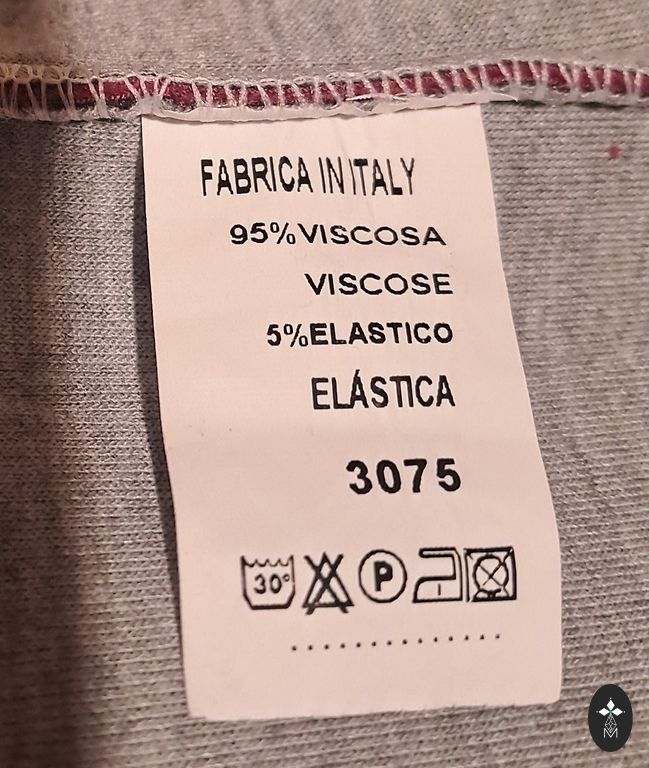 FABRICA IN ITALY
95%VISCOSA
VISCOSE
5%ELASTICO
ELÁSTICA
3075
30°
P
M